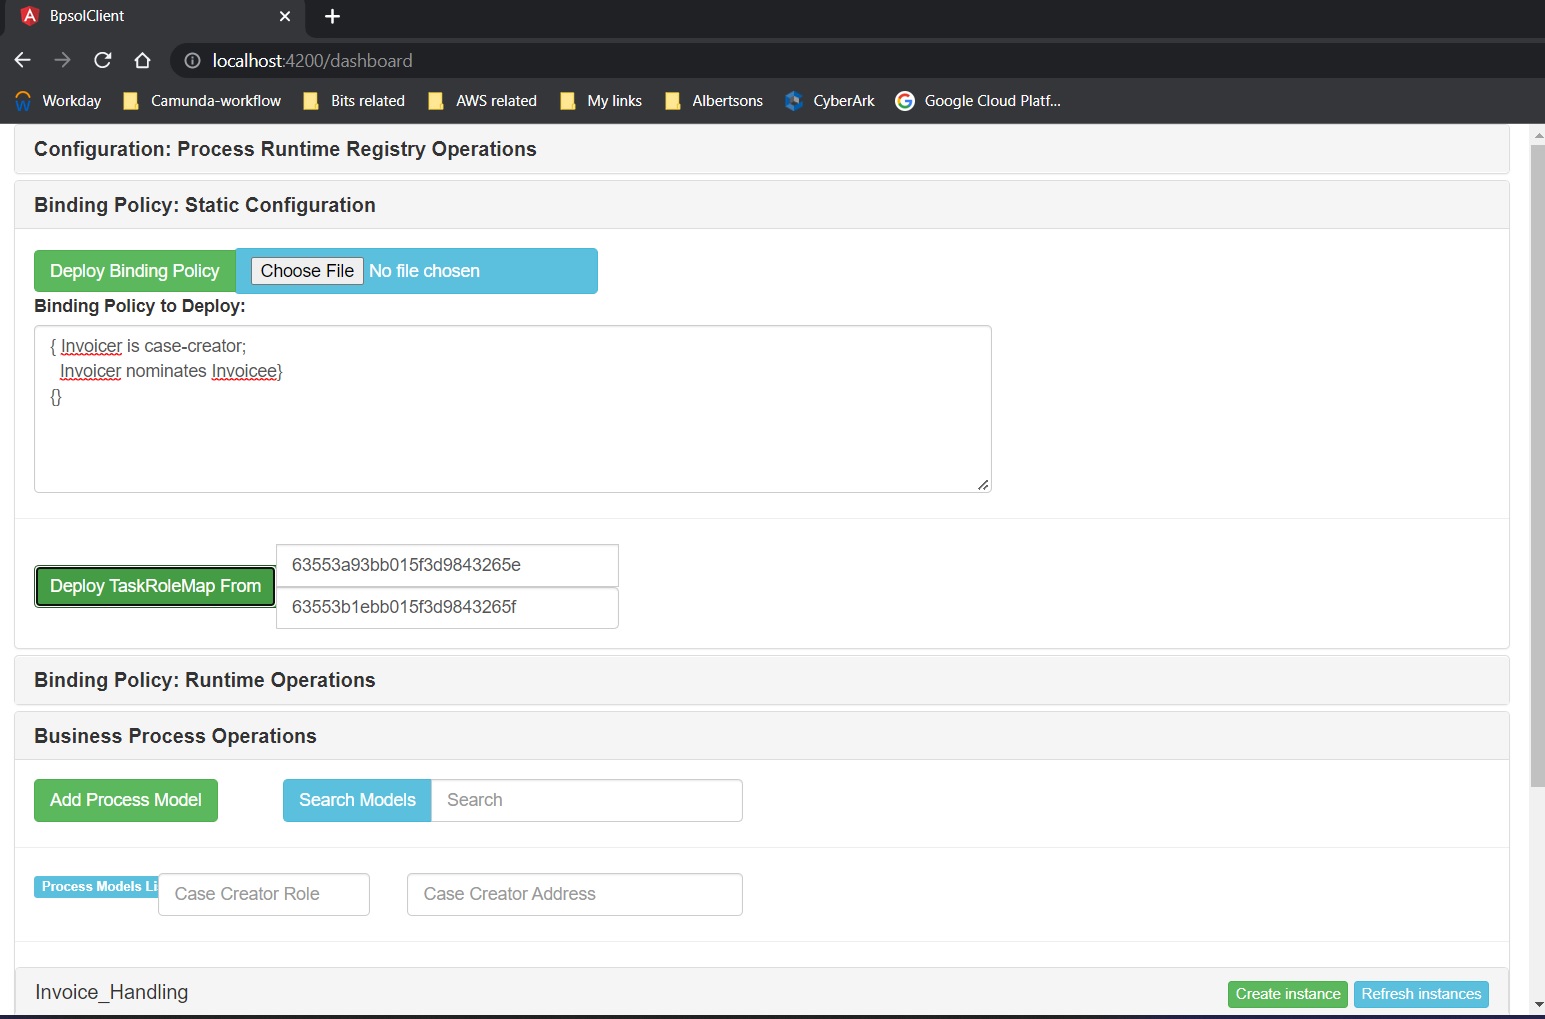 BpsolClient
localhost:4200/dashboard
Workday Camunda-workflow Bits related AWS related My links Albertsons CyberArk Google Cloud Platf...
Configuration: Process Runtime Registry Operations
Binding Policy: Static Configuration
Deploy Binding Policy Choose File No file chosen
Binding Policy to Deploy:
{ Invoicer is case-creator;
Invoicer nominates Invoicee}
{}
63553a93bb015f3d9843265e
Deploy TaskRoleMap From
63553b1ebb015f3d9843265f
Binding Policy: Runtime Operations
Business Process Operations
Add Process Model Search Models Search
Process Models Li Case Creator Role Case Creator Address
Invoice_Handling Create instance Refresh instances